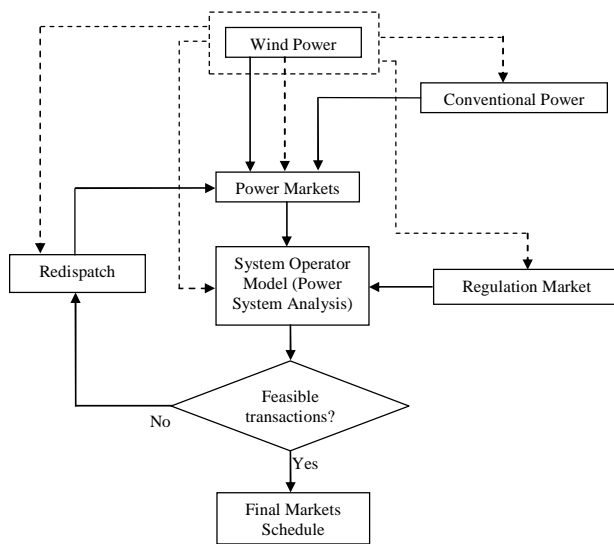 Wind Power
Conventional Power
Power Markets
Redispatch
System Operator
Model (Power
System Analysis)
Regulation Market
Feasible
transactions?
No
Yes
Final Markets
Schedule